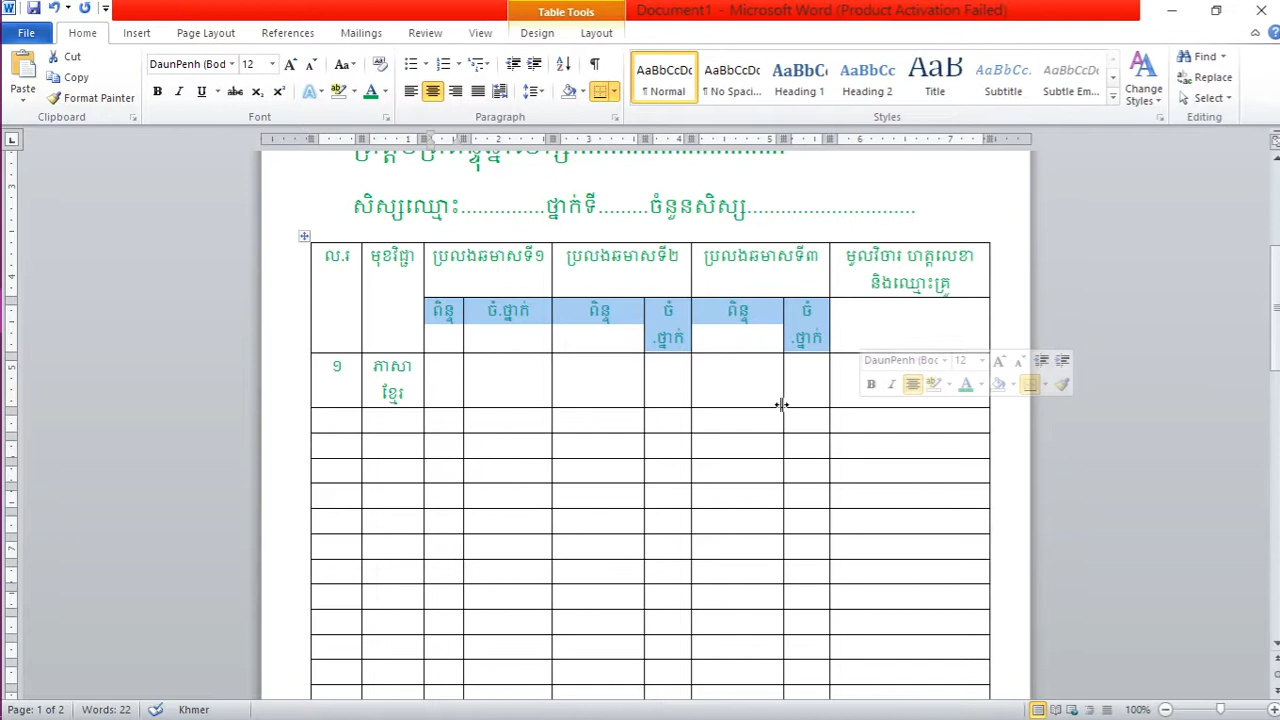 Table Tools
Document1 - Microsoft Word (Product Activation Failed)
File Home Insert Page Layout References Mailings Review View Design Layout
Paste Cut Copy Format Painter
DaunPenh (Bod 12
AaBbCcDc AaBbCcDc AaBbC AaBbCc AaB AaBbCc. AaBbCcDc
¶ Normal ¶ No Spaci... Heading 1 Heading 2 Title Subtitle Subtle Em...
Change Styles
Find Replace Select
Clipboard Font Paragraph Styles Editing
សិស្សឈ្មោះ...............ថ្នាក់ទី.........ចំនួនសិស្ស.............................
ល.រ មុខវិជ្ជា ប្រលងឆមាសទី១ ប្រលងឆមាសទី២ ប្រលងឆមាសទី៣ មូលវិចារ ហត្ថលេខា
និងឈ្មោះគ្រូ
ពិន្ទុ ចំ.ថ្នាក់ ពិន្ទុ ចំ
.ថ្នាក់ ពិន្ទុ ចំ
.ថ្នាក់
១ ភាសា
ខ្មែរ
DaunPenh (Boc 12
Page: 1 of 2 Words: 22 Khmer 100%